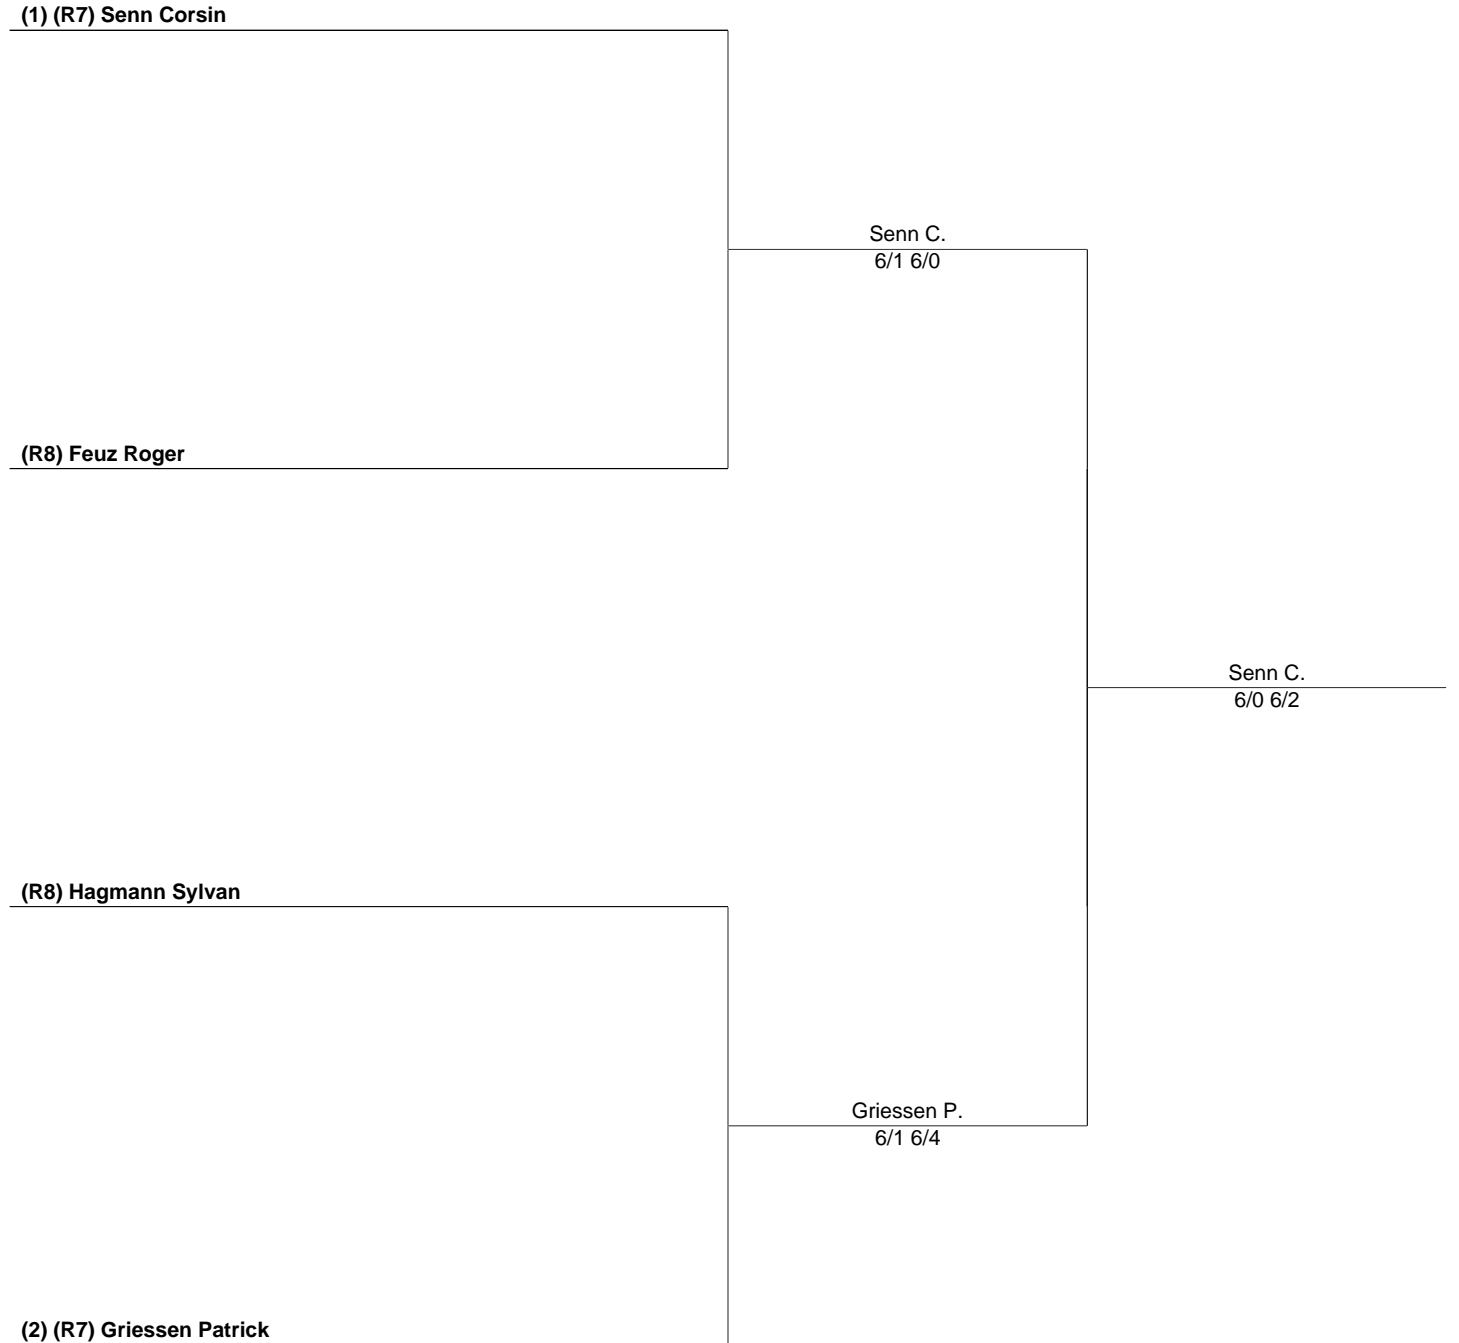 (1) (R7) Senn Corsin
Senn C.
6/1 6/0
(R8) Feuz Roger
Senn C.
6/0 6/2
(R8) Hagmann Sylvan
Griessen P.
6/1 6/4
(2) (R7) Griessen Patrick